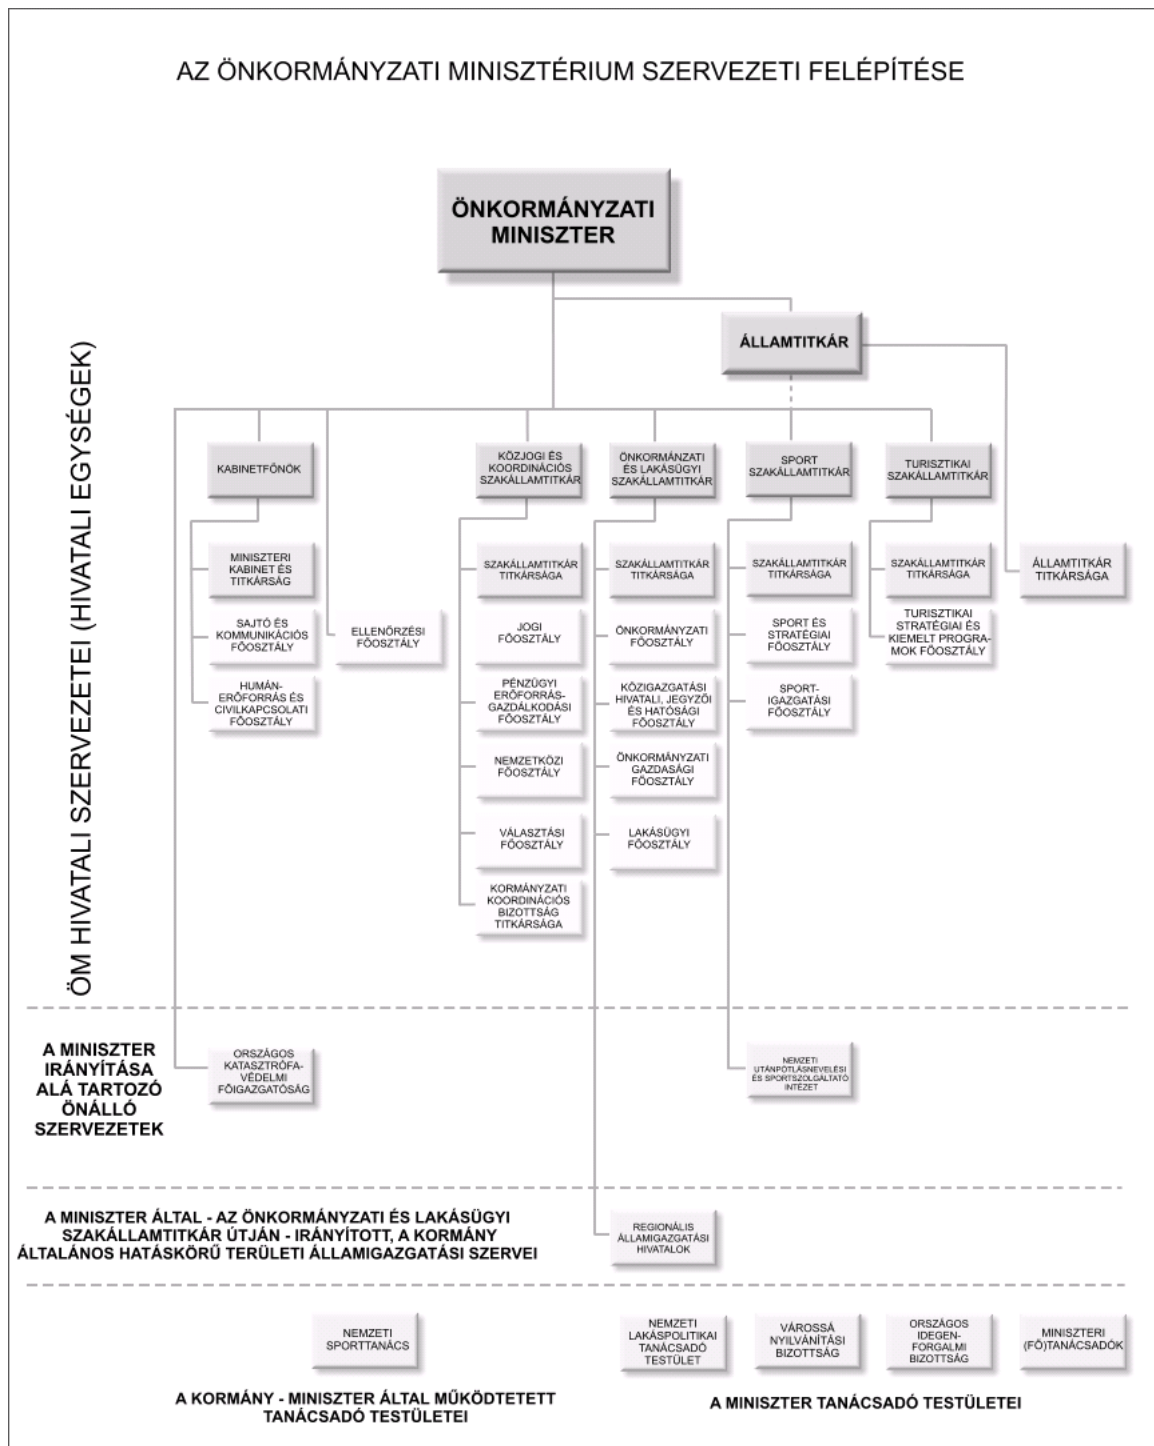 AZ ÖNKORMÁNYZATI MINISZTÉRIUM SZERVEZETI FELÉPÍTÉSE
ÖNKORMÁNYZATI
MINISZTER
ÁLLAMTITKÁR
ÖM HIVATALI SZERVEZETEI (HIVATALI EGYSÉGEK)
KABINETFŐNÖK
KÖZJOGI ÉS
KOORDINÁCIÓS
SZAKÁLLAMTITKÁR
ÖNKORMÁNZATI
ÉS LAKÁSÜGYI
SZAKÁLLAMTITKÁR
SPORT
SZAKÁLLAMTITKÁR
TURISZTIKAI
SZAKÁLLAMTITKÁR
MINISZTERI
KABINET ÉS
TITKÁRSÁG
SAJTÓ ÉS
KOMMUNIKÁCIÓS
FŐOSZTÁLY
HUMÁN-
ERŐFORRÁS ÉS
CIVILKAPCSOLATI
FŐOSZTÁLY
ELLENŐRZÉSI
FŐOSZTÁLY
SZAKÁLLAMTITKÁR
TITKÁRSÁGA
JOGI
FŐOSZTÁLY
PÉNZÜGYI
ERŐFORRÁS-
GAZDÁLKODÁSI
FŐOSZTÁLY
NEMZETKÖZI
FŐOSZTÁLY
VÁLASZTÁSI
FŐOSZTÁLY
KORMÁNYZATI
KOORDINÁCIÓS
BIZOTTSÁG
TITKÁRSÁGA
SZAKÁLLAMTITKÁR
TITKÁRSÁGA
ÖNKORMÁNYZATI
FŐOSZTÁLY
KÖZIGAZGATÁSI
HIVATALI, JEGYZŐI
ÉS HATÓSÁGI
FŐOSZTÁLY
ÖNKORMÁNYZATI
GAZDASÁGI
FŐOSZTÁLY
LAKÁSÜGYI
FŐOSZTÁLY
SZAKÁLLAMTITKÁR
TITKÁRSÁGA
SPORT ÉS
STRATÉGIAI
FŐOSZTÁLY
SPORT-
IGAZGATÁSI
FŐOSZTÁLY
SZAKÁLLAMTITKÁR
TITKÁRSÁGA
TURISZTIKAI
STRATÉGIAI ÉS
KIEMELT PROGRA-
MOK FŐOSZTÁLY
ÁLLAMTITKÁR
TITKÁRSÁGA
A MINISZTER
IRÁNYÍTÁSA
ALÁ TARTOZÓ
ÖNÁLLÓ
SZERVEZETEK
ORSZÁGOS
KATASZTRÓFA-
VÉDELMI
FŐIGAZGATÓSÁG
NEMZETI
UTÁNPÓTLÁSNEVELÉSI
ÉS SPORTSZOLGÁLTATÓ
INTÉZET
A MINISZTER ÁLTAL - AZ ÖNKORMÁNYZATI ÉS LAKÁSÜGYI
SZAKÁLLAMTITKÁR ÚTJÁN - IRÁNYÍTOTT, A KORMÁNY
ÁLTALÁNOS HATÁSKÖRŰ TERÜLETI ÁLLAMIGAZGATÁSI SZERVEI
REGIONÁLIS
ÁLLAMIGAZGATÁSI
HIVATALOK
NEMZETI
SPORTTANÁCS
A KORMÁNY - MINISZTER ÁLTAL MŰKÖDTETETT
TANÁCSADÓ TESTÜLETEI
NEMZETI
LAKÁSPOLITIKAI
TANÁCSADÓ
TESTÜLET
VÁROSSÁ
NYILVÁNÍTÁSI
BIZOTTSÁG
ORSZÁGOS
IDEGEN-
FORGALMI
BIZOTTSÁG
MINISZTERI
(FŐ)TANÁCSADÓK
A MINISZTER TANÁCSADÓ TESTÜLETEI